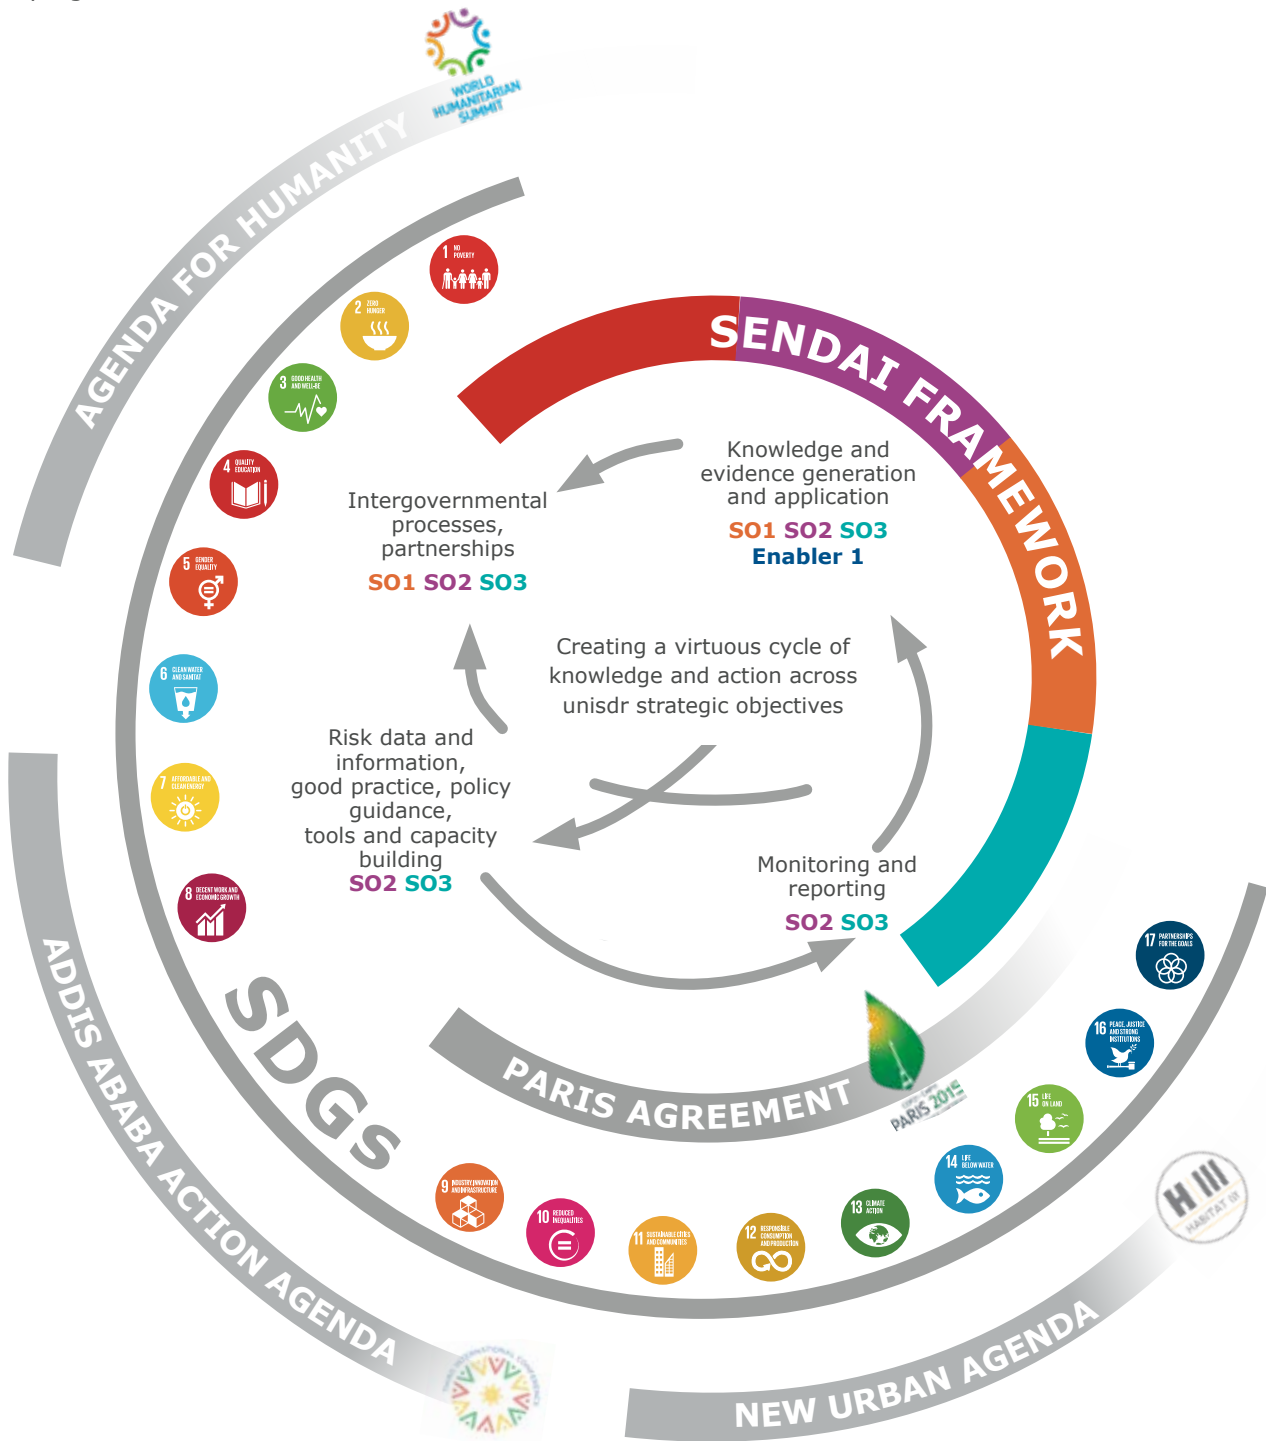 WORLD
HUMANITARIAN
SUMMIT
AGENDA FOR HUMANITY
1 NO
POVERTY
2 ZERO
HUNGER
3 GOOD HEALTH
AND WELL-BE
4 QUALITY
EDUCATION
5 GENDER
EQUALITY
6 CLEAN WATER
AND SANITAT
7 AFFORDABLE AND
CLEAN ENERGY
8 DECENT WORK AND
ECONOMIC GROWTH
SENDAI FRAMEWORK
Knowledge and
evidence generation
and application
SO1 SO2 SO3
Enabler 1
Intergovernmental
processes,
partnerships
SO1 SO2 SO3
Creating a virtuous cycle of
knowledge and action across
unisdr strategic objectives
Risk data and
information,
good practice, policy
guidance,
tools and capacity
building
SO2 SO3
Monitoring and
reporting
SO2 SO3
SDGs
PARIS AGREEMENT
PARIS 2015
9 INDUSTRY, INNOVATION
AND INFRASTRUCTURE
10 REDUCED
INEQUALITIES
11 SUSTAINABLE CITIES
AND COMMUNITIES
12 RESPONSIBLE
CONSUMPTION
AND PRODUCTION
13 CLIMATE
ACTION
14 LIFE
BELOW WATER
15 LIFE
ON LAND
16 PEACE, JUSTICE
AND STRONG
INSTITUTIONS
17 PARTNERSHIPS
FOR THE GOALS
ADDIS ABABA ACTION AGENDA
THIRD INTERNATIONAL CONFERENCE
NEW URBAN AGENDA
HIII
HABITAT III